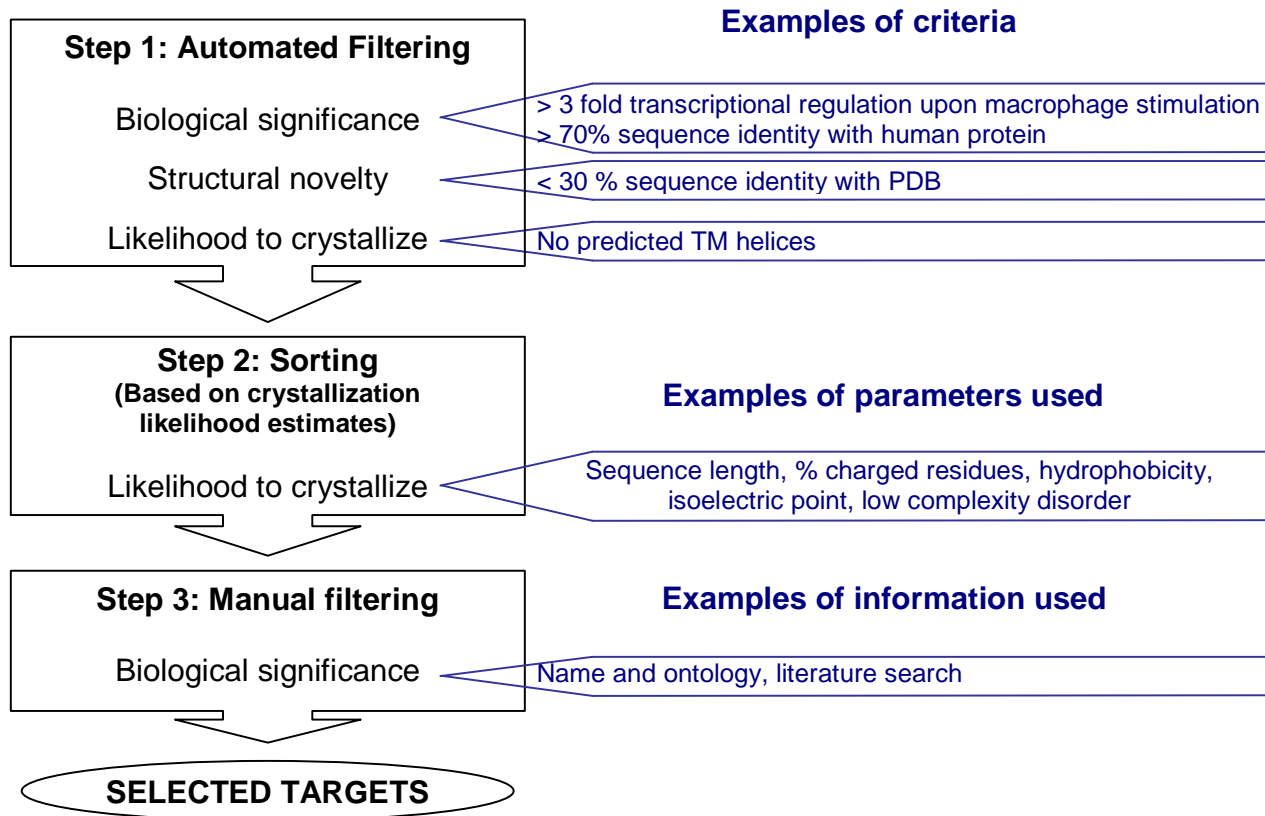 Examples of criteria
Step 1: Automated Filtering
Biological significance
> 3 fold transcriptional regulation upon macrophage stimulation
> 70% sequence identity with human protein
Structural novelty
< 30 % sequence identity with PDB
Likelihood to crystallize
No predicted TM helices
Step 2: Sorting
(Based on crystallization
likelihood estimates)
Examples of parameters used
Likelihood to crystallize
Sequence length, % charged residues, hydrophobicity,
isoelectric point, low complexity disorder
Step 3: Manual filtering
Examples of information used
Biological significance
Name and ontology, literature search
SELECTED TARGETS